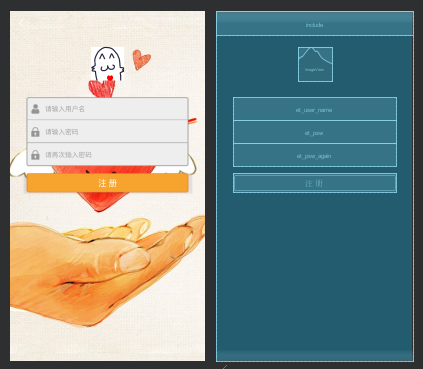 请输入用户名
请输入密码
请再次输入密码
注 册
include
ImageView
et_user_name
et_psw
et_psw_again
注 册